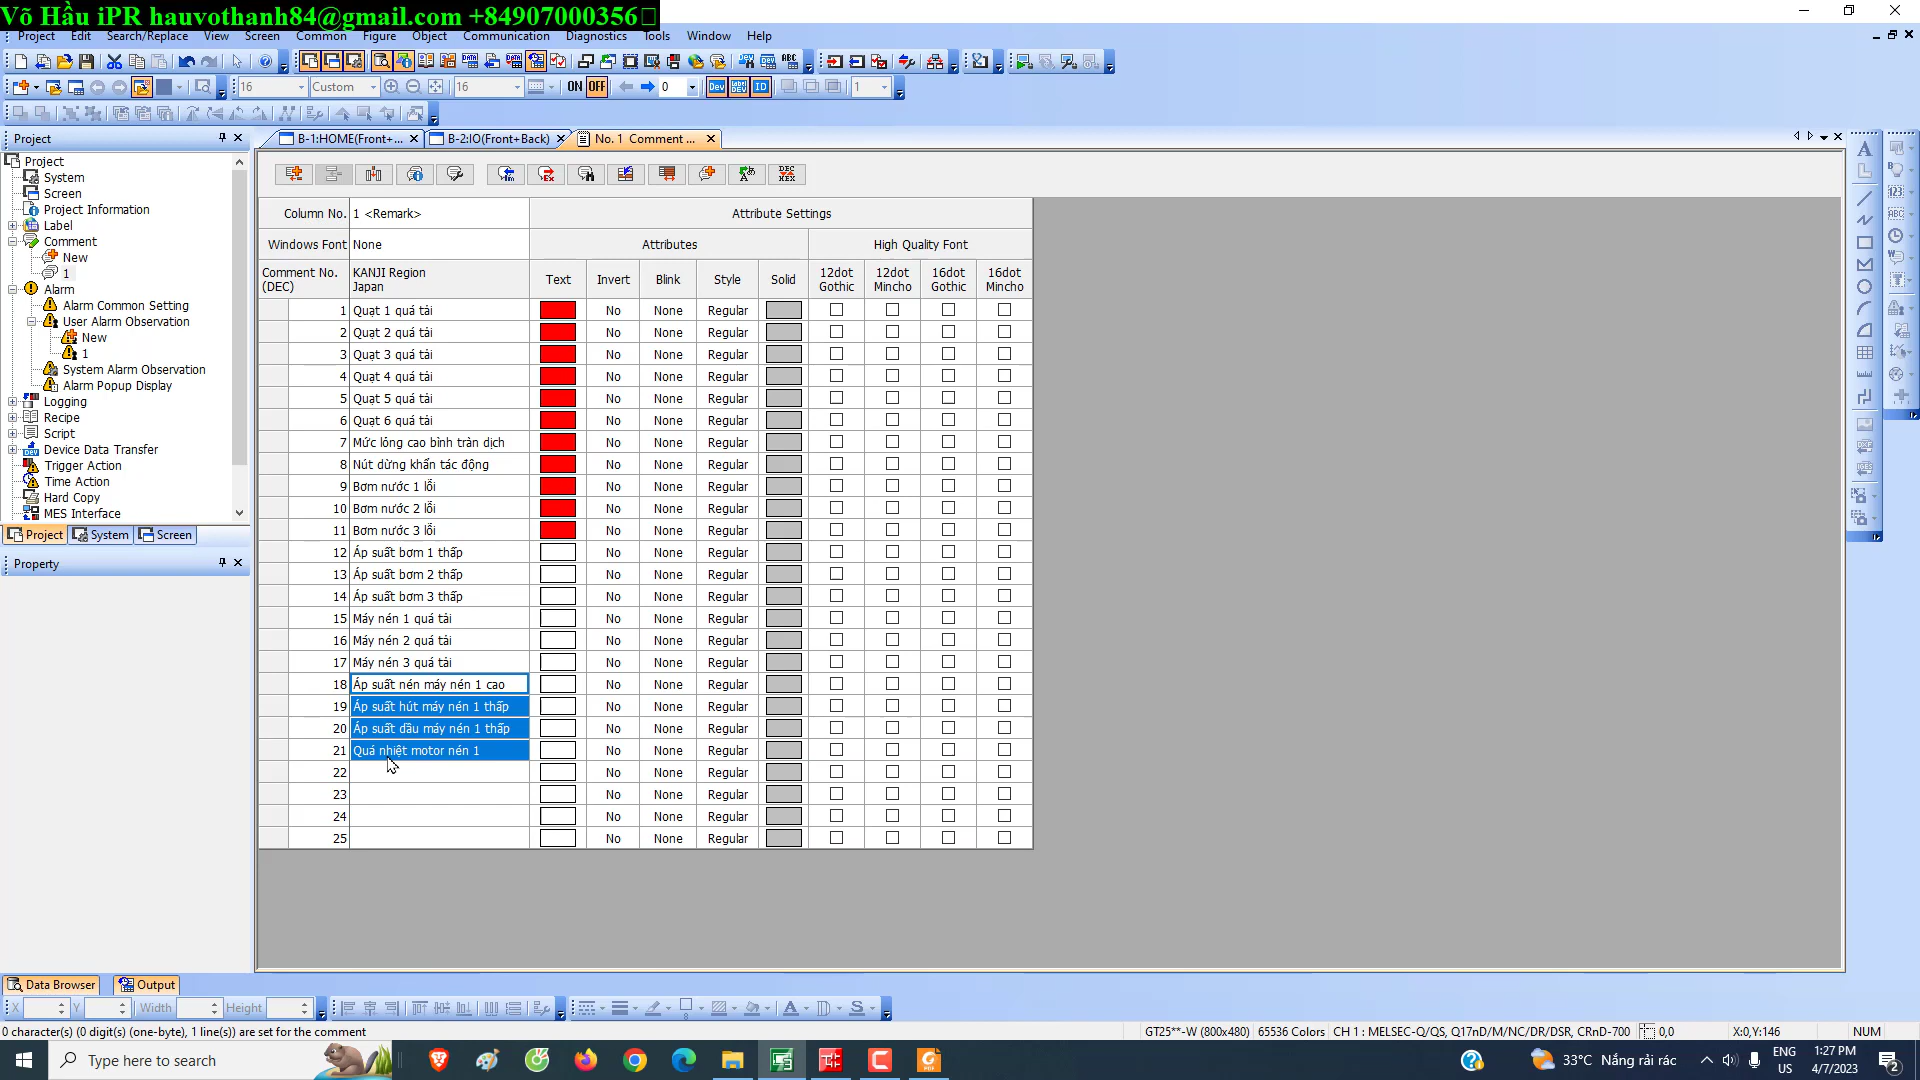 Võ Hầu iPR hauvothanh84@gmail.com +84907000356
Project Edit Search/Replace View Screen Common Figure Object Communication Diagnostics Tools Window Help
16 Custom 16 ON OFF 0 Dev ID 1
Project
B-1:HOME(Front+... B-2:IO(Front+Back) No. 1 Comment ...
Project
System
Screen
Project Information
Label
Comment
New
1
Alarm
Alarm Common Setting
User Alarm Observation
New
1
System Alarm Observation
Alarm Popup Display
Logging
Recipe
Script
Device Data Transfer
Trigger Action
Time Action
Hard Copy
MES Interface
Project System Screen
Property
Column No. 1 <Remark> Attribute Settings
Windows Font None Attributes High Quality Font
Comment No. (DEC) KANJI Region Japan Text Invert Blink Style Solid 12dot Gothic 12dot Mincho 16dot Gothic 16dot Mincho
1 Quạt 1 quá tải No None Regular
2 Quạt 2 quá tải No None Regular
3 Quạt 3 quá tải No None Regular
4 Quạt 4 quá tải No None Regular
5 Quạt 5 quá tải No None Regular
6 Quạt 6 quá tải No None Regular
7 Mức lỏng cao bình tràn dịch No None Regular
8 Nút dừng khẩn tác động No None Regular
9 Bơm nước 1 lỗi No None Regular
10 Bơm nước 2 lỗi No None Regular
11 Bơm nước 3 lỗi No None Regular
12 Áp suất bơm 1 thấp No None Regular
13 Áp suất bơm 2 thấp No None Regular
14 Áp suất bơm 3 thấp No None Regular
15 Máy nén 1 quá tải No None Regular
16 Máy nén 2 quá tải No None Regular
17 Máy nén 3 quá tải No None Regular
18 Áp suất nén máy nén 1 cao No None Regular
19 Áp suất hút máy nén 1 thấp No None Regular
20 Áp suất dầu máy nén 1 thấp No None Regular
21 Quá nhiệt motor nén 1 No None Regular
22 No None Regular
23 No None Regular
24 No None Regular
25 No None Regular
Data Browser Output
X Y Width Height
0 character(s) (0 digit(s) (one-byte), 1 line(s)) are set for the comment GT25**-W (800x480) 65536 Colors CH 1 : MELSEC-Q/QS, Q17nD/M/NC/DR/DSR, CRnD-700 0,0 X:0,Y:146 NUM
Type here to search 33°C Nắng rải rác ENG US 1:27 PM 4/7/2023 2